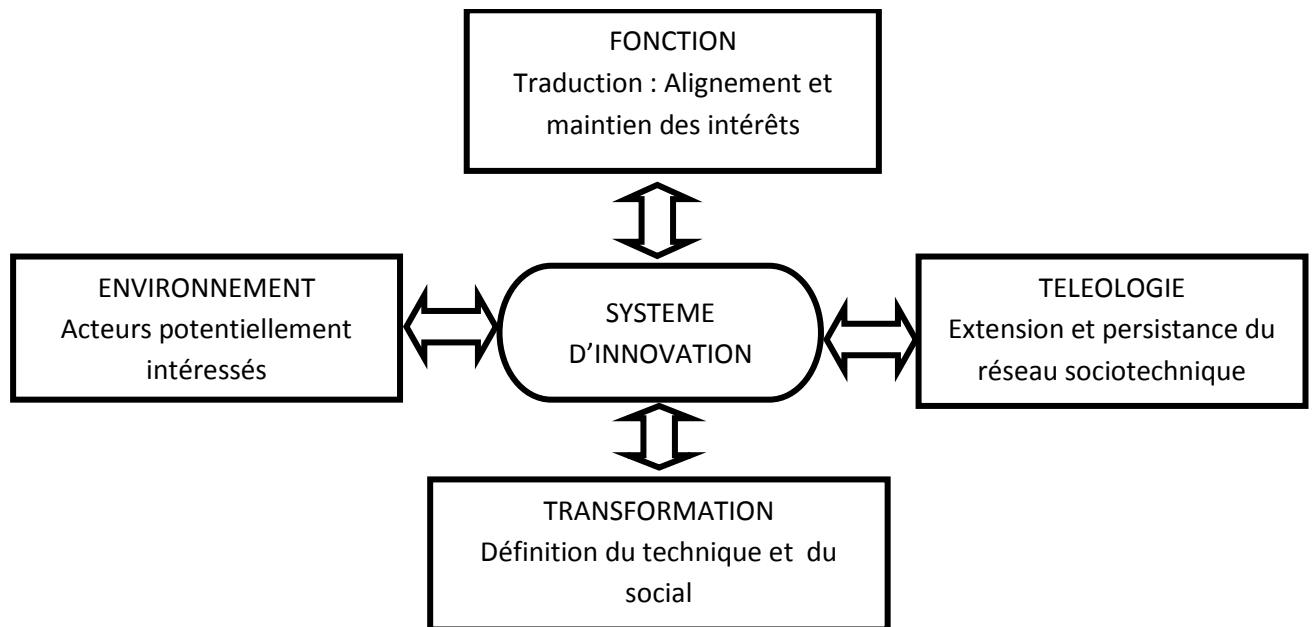 FONCTION
Traduction : Alignement et
maintien des intérêts
ENVIRONNEMENT
Acteurs potentiellement
intéressés
SYSTEME
D’INNOVATION
TELEOLOGIE
Extension et persistance du
réseau sociotechnique
TRANSFORMATION
Définition du technique et du
social